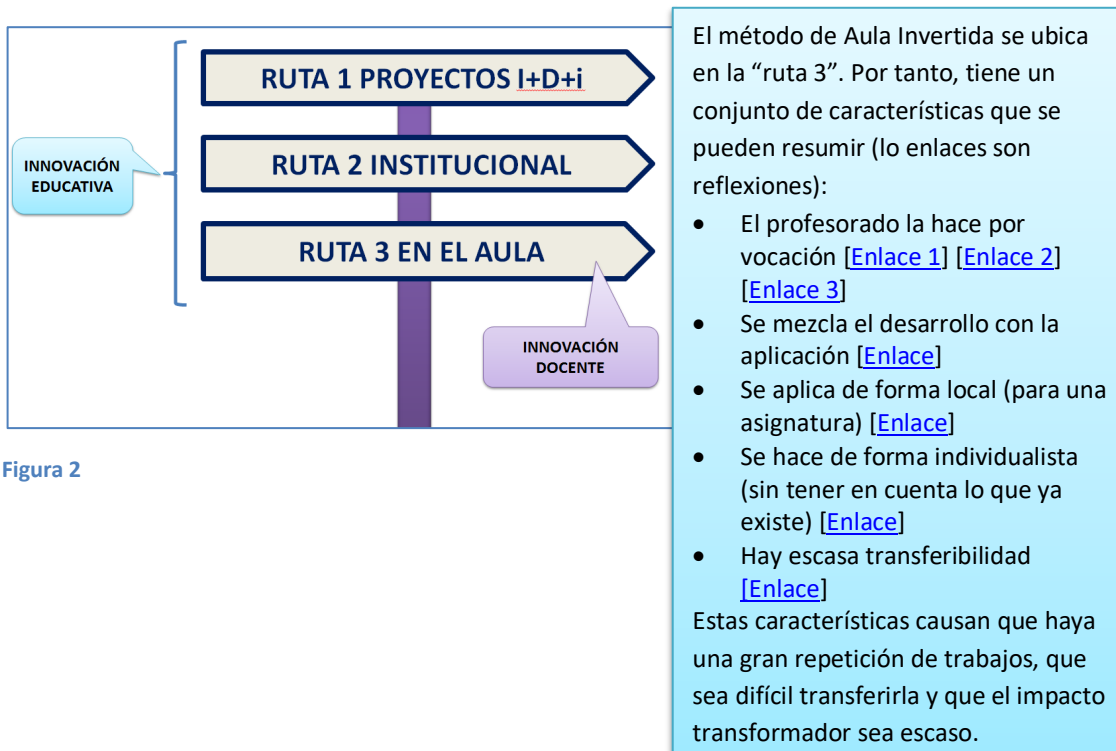 RUTA 1 PROYECTOS I+D+i
RUTA 2 INSTITUCIONAL
RUTA 3 EN EL AULA
INNOVACIÓN
EDUCATIVA
INNOVACIÓN
DOCENTE
Figura 2
El método de Aula Invertida se ubica
en la “ruta 3”. Por tanto, tiene un
conjunto de características que se
pueden resumir (lo enlaces son
reflexiones):
• El profesorado la hace por
vocación [Enlace 1] [Enlace 2]
[Enlace 3]
• Se mezcla el desarrollo con la
aplicación [Enlace]
• Se aplica de forma local (para una
asignatura) [Enlace]
• Se hace de forma individualista
(sin tener en cuenta lo que ya
existe) [Enlace]
• Hay escasa transferibilidad
[Enlace]
Estas características causan que haya
una gran repetición de trabajos, que
sea difícil transferirla y que el impacto
transformador sea escaso.